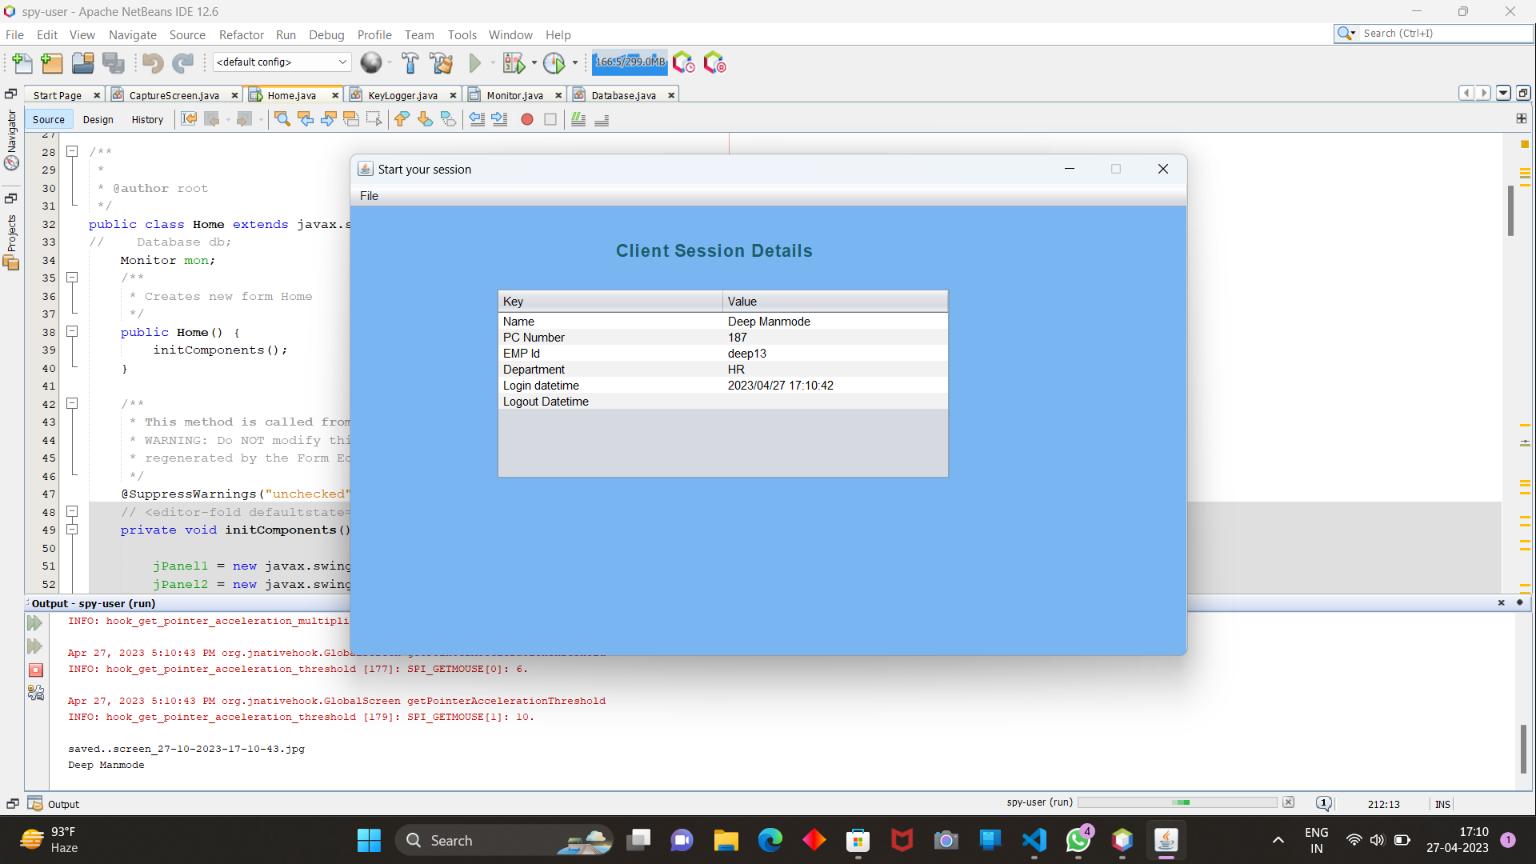 spy-user - Apache NetBeans IDE 12.6
File Edit View Navigate Source Refactor Run Debug Profile Team Tools Window Help
Search (Ctrl+I)
<default config>
166.5/299.0MB
Start Page CaptureScreen.java Home.java KeyLogger.java Monitor.java Database.java
Source Design History
Navigator
Projects
27
28 /**
29 *
30 * @author root
31 */
32 public class Home extends javax.s
33 // Database db;
34 Monitor mon;
35 /**
36 * Creates new form Home
37 */
38 public Home() {
39 initComponents();
40 }
41
42 /**
43 * This method is called from
44 * WARNING: Do NOT modify thi
45 * regenerated by the Form Ed
46 */
47 @SuppressWarnings("unchecked"
48 // <editor-fold defaultstate=
49 private void initComponents()
50
51 jPanel1 = new javax.swing
52 jPanel2 = new javax.swing
Start your session
File
Client Session Details
Key Value
Name Deep Manmode
PC Number 187
EMP Id deep13
Department HR
Login datetime 2023/04/27 17:10:42
Logout Datetime
Output - spy-user (run)
INFO: hook_get_pointer_acceleration_multipli
Apr 27, 2023 5:10:43 PM org.jnativehook.GlobalScreen
INFO: hook_get_pointer_acceleration_threshold [177]: SPI_GETMOUSE[0]: 6.
Apr 27, 2023 5:10:43 PM org.jnativehook.GlobalScreen getPointerAccelerationThreshold
INFO: hook_get_pointer_acceleration_threshold [179]: SPI_GETMOUSE[1]: 10.
saved..screen_27-10-2023-17-10-43.jpg
Deep Manmode
Output
spy-user (run)
1
212:13
INS
93°F
Haze
Search
4
ENG
IN
17:10
27-04-2023
1